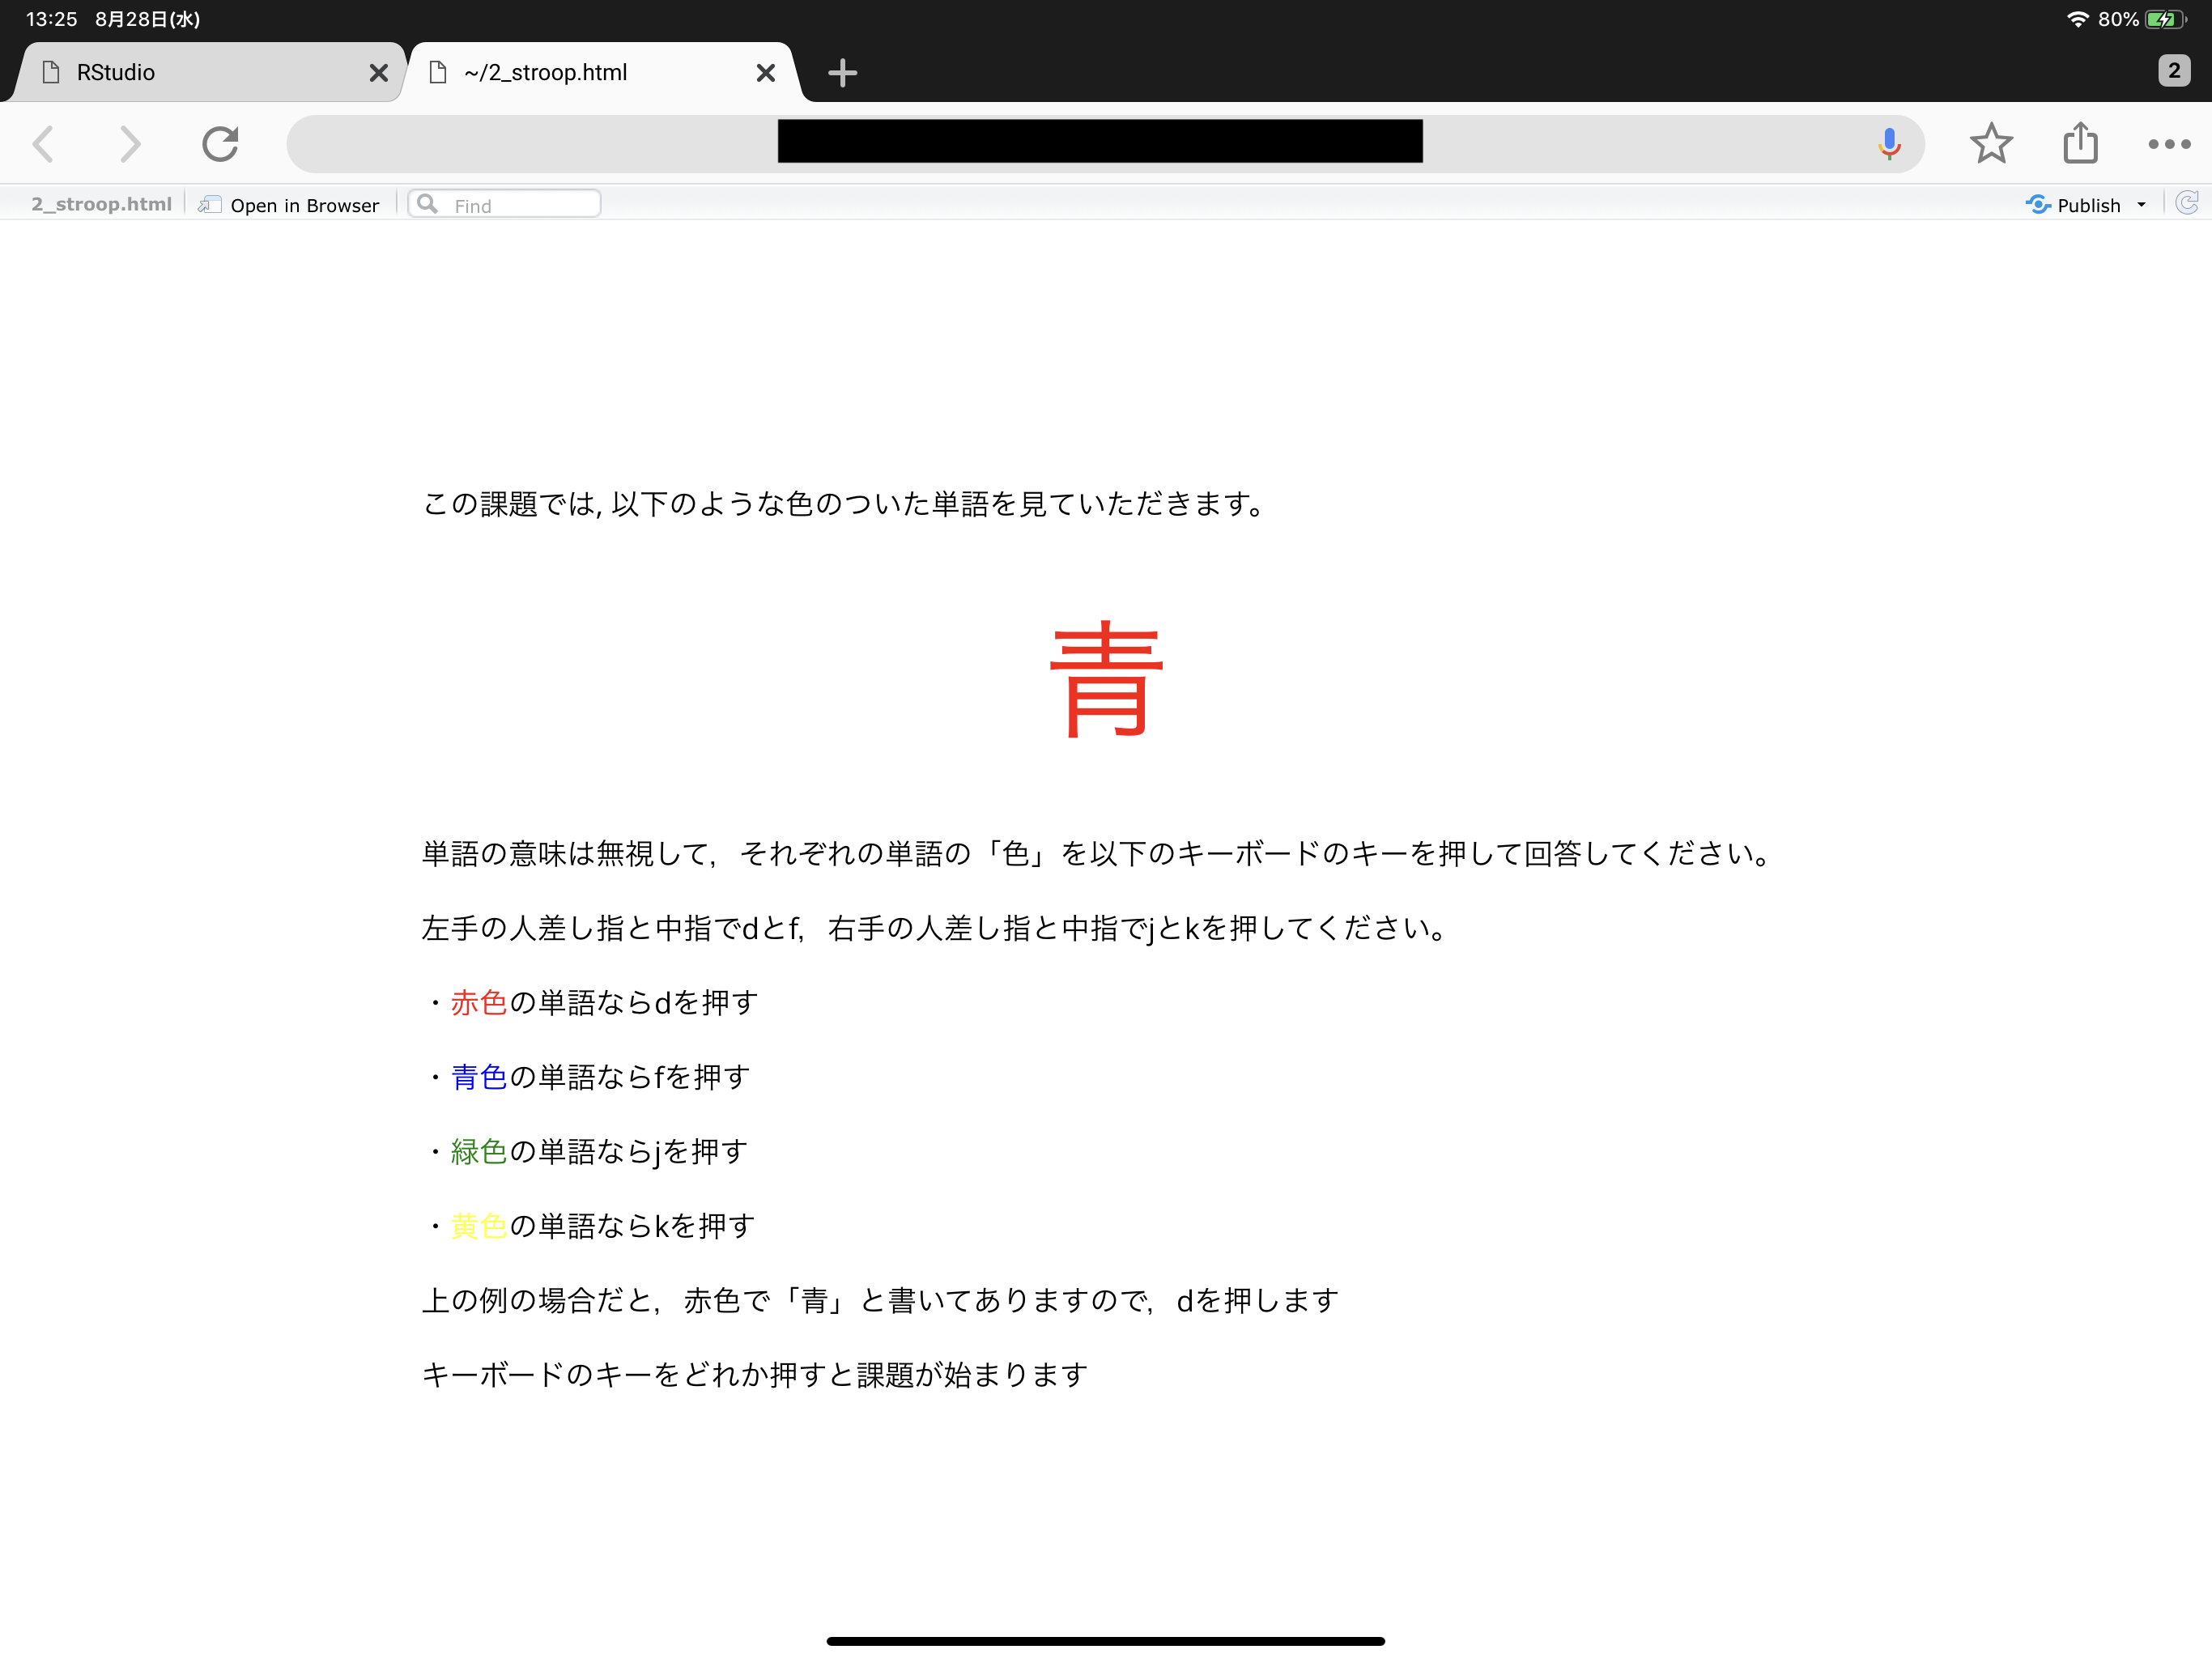 13:25 8月28日(水) 80%
RStudio ~/2_stroop.html 2
2_stroop.html Open in Browser Find Publish
この課題では, 以下のような色のついた単語を見ていただきます。
青
単語の意味は無視して，それぞれの単語の「色」を以下のキーボードのキーを押して回答してください。
左手の人差し指と中指でdとf，右手の人差し指と中指でjとkを押してください。
・赤色の単語ならdを押す
・青色の単語ならfを押す
・緑色の単語ならjを押す
・黄色の単語ならkを押す
上の例の場合だと，赤色で「青」と書いてありますので，dを押します
キーボードのキーをどれか押すと課題が始まります